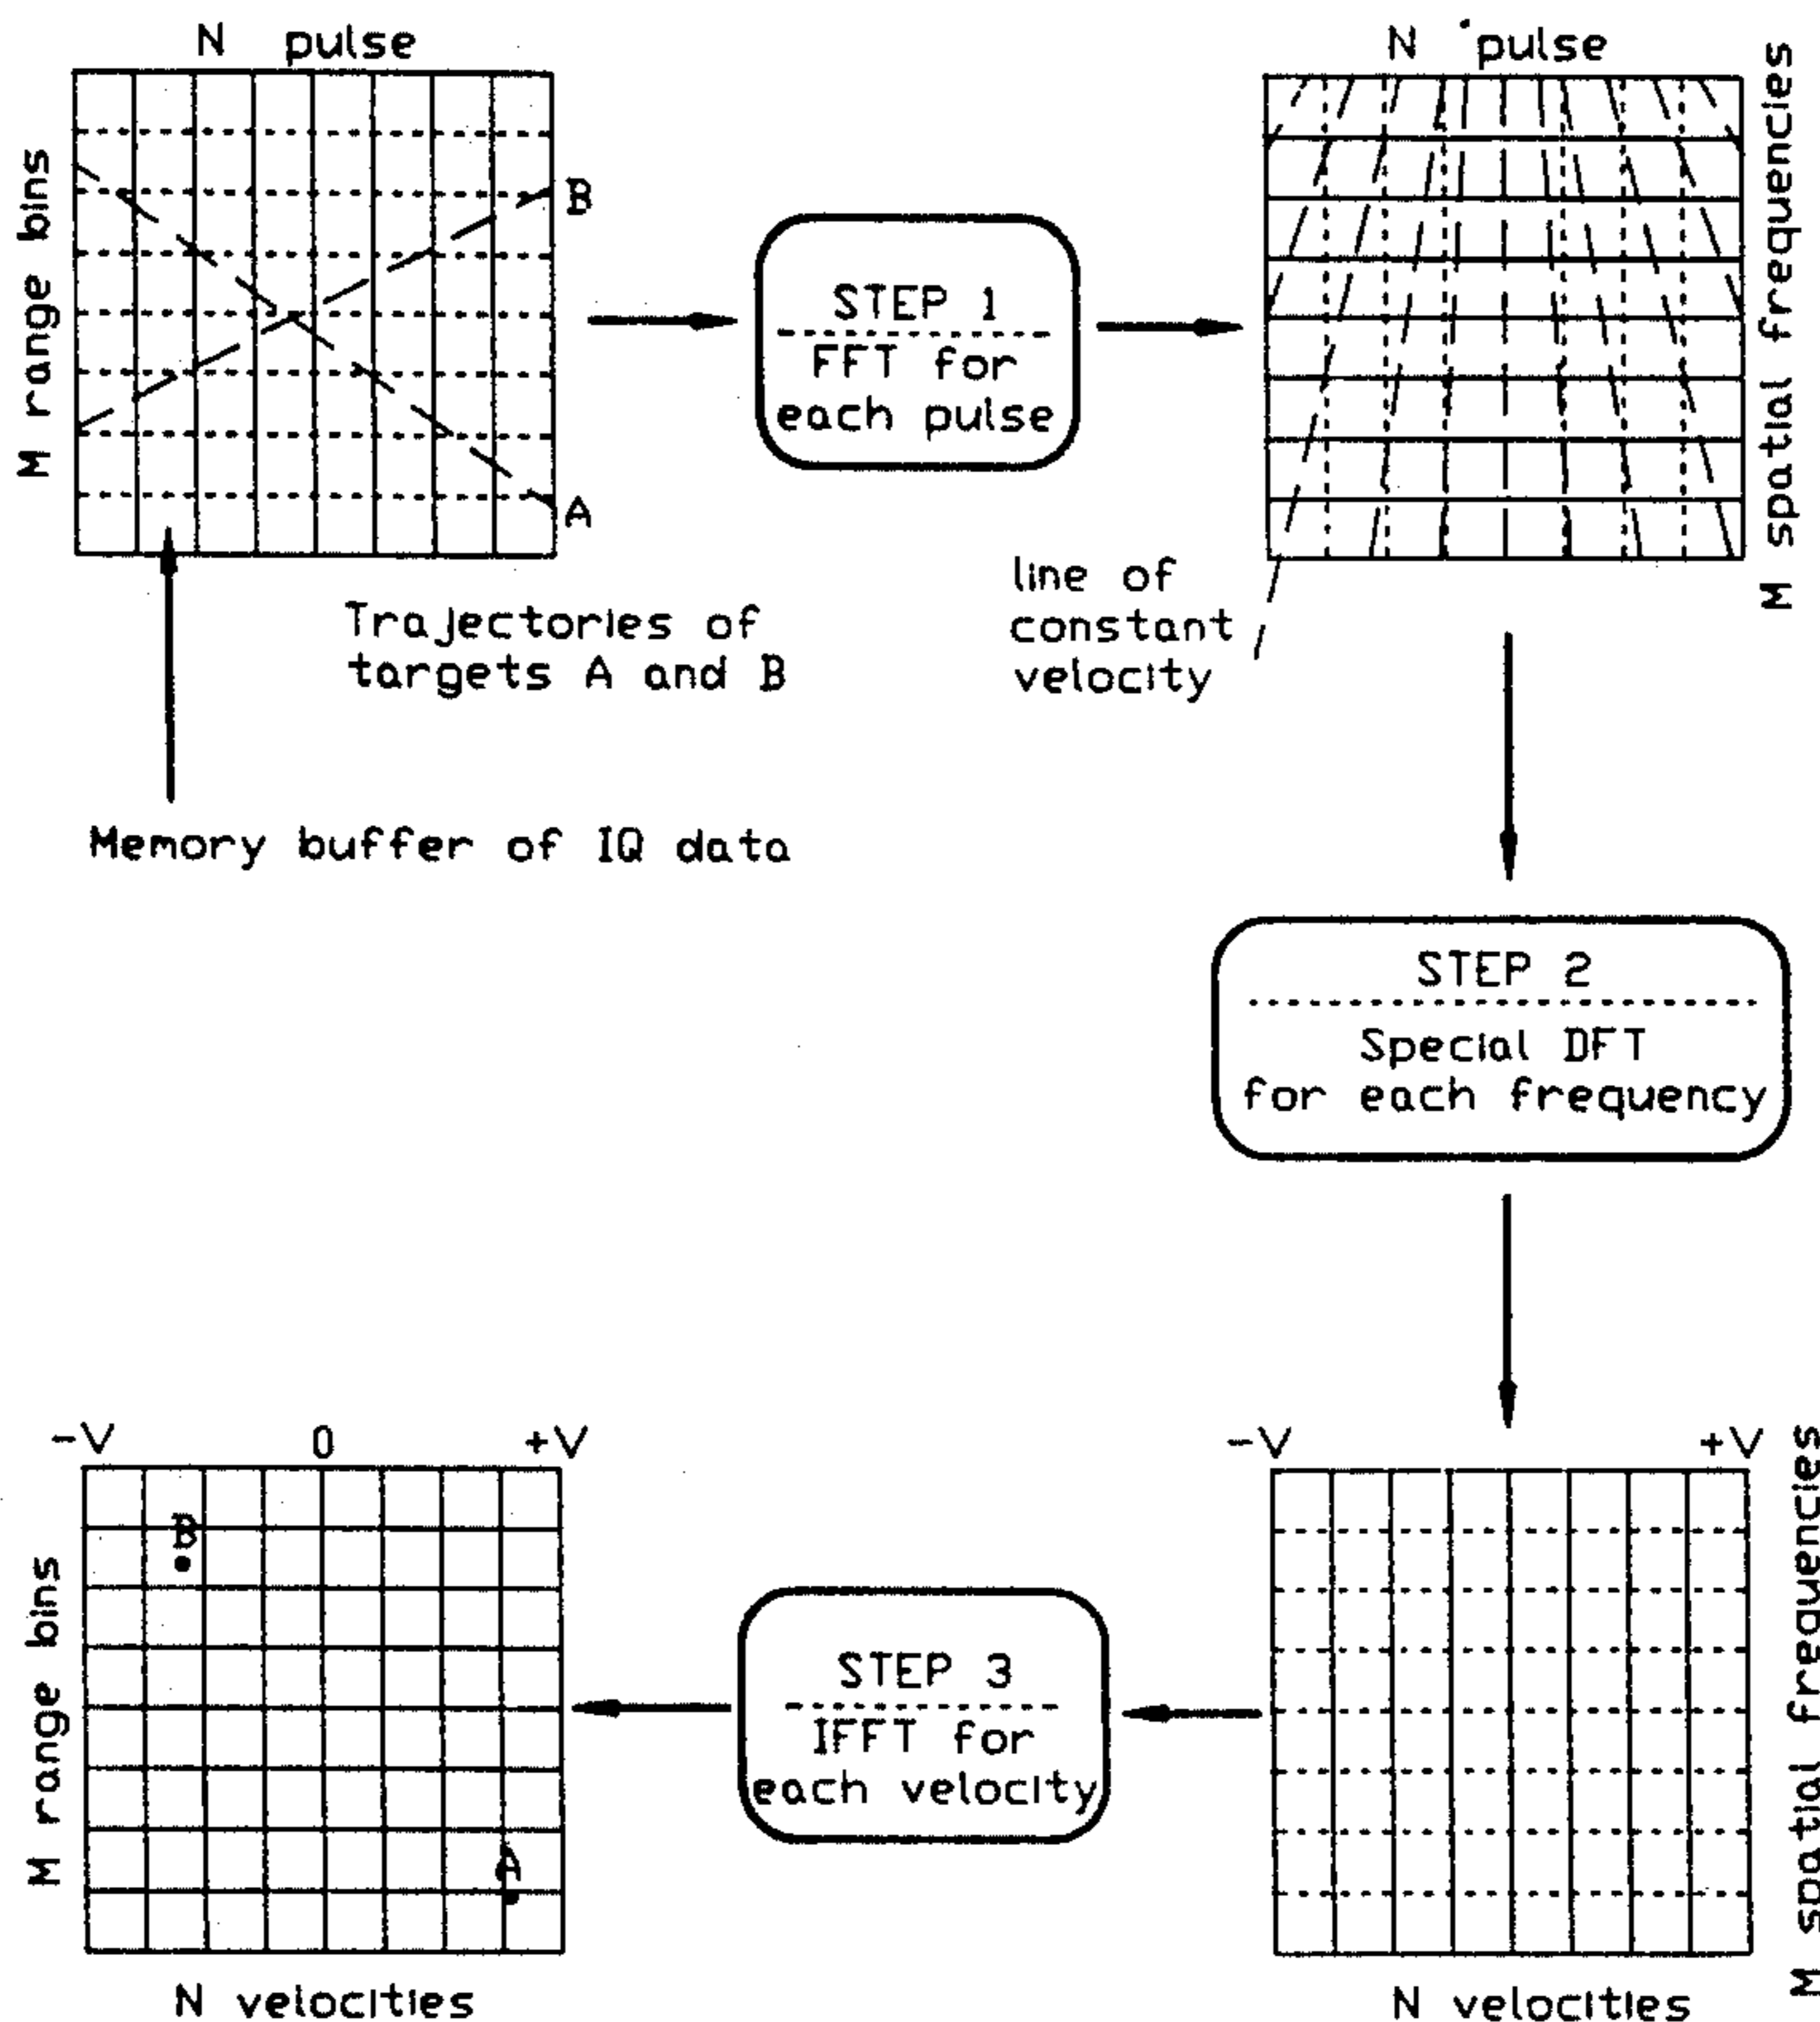 N pulse
M range bins
B
A
Trajectories of
targets A and B
Memory buffer of IQ data
STEP 1
FFT for
each pulse
N pulse
M spatial frequencies
line of
constant
velocity
STEP 2
Special DFT
for each frequency
-V +V
M spatial frequencies
N velocities
STEP 3
IFFT for
each velocity
-V 0 +V
M range bins
B
A
N velocities